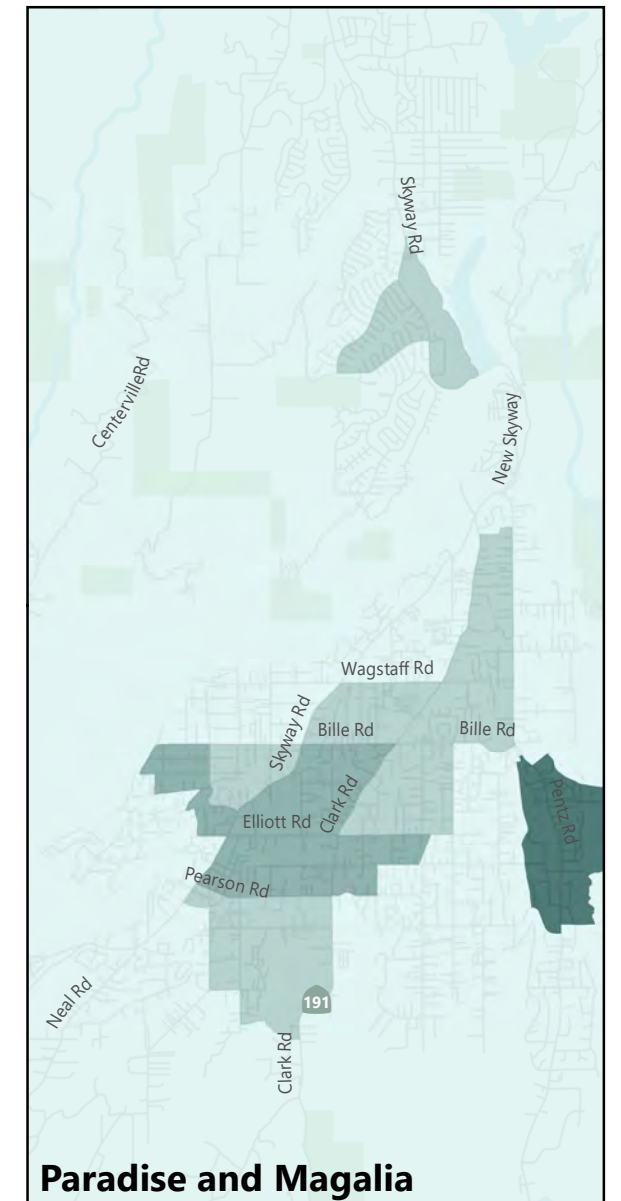 Skyway Rd
CentervilleRd
New Skyway
Wagstaff Rd
Skyway Rd
Bille Rd
Bille Rd
Clark Rd
Pentz Rd
Elliott Rd
Pearson Rd
Neal Rd
191
Clark Rd
Paradise and Magalia